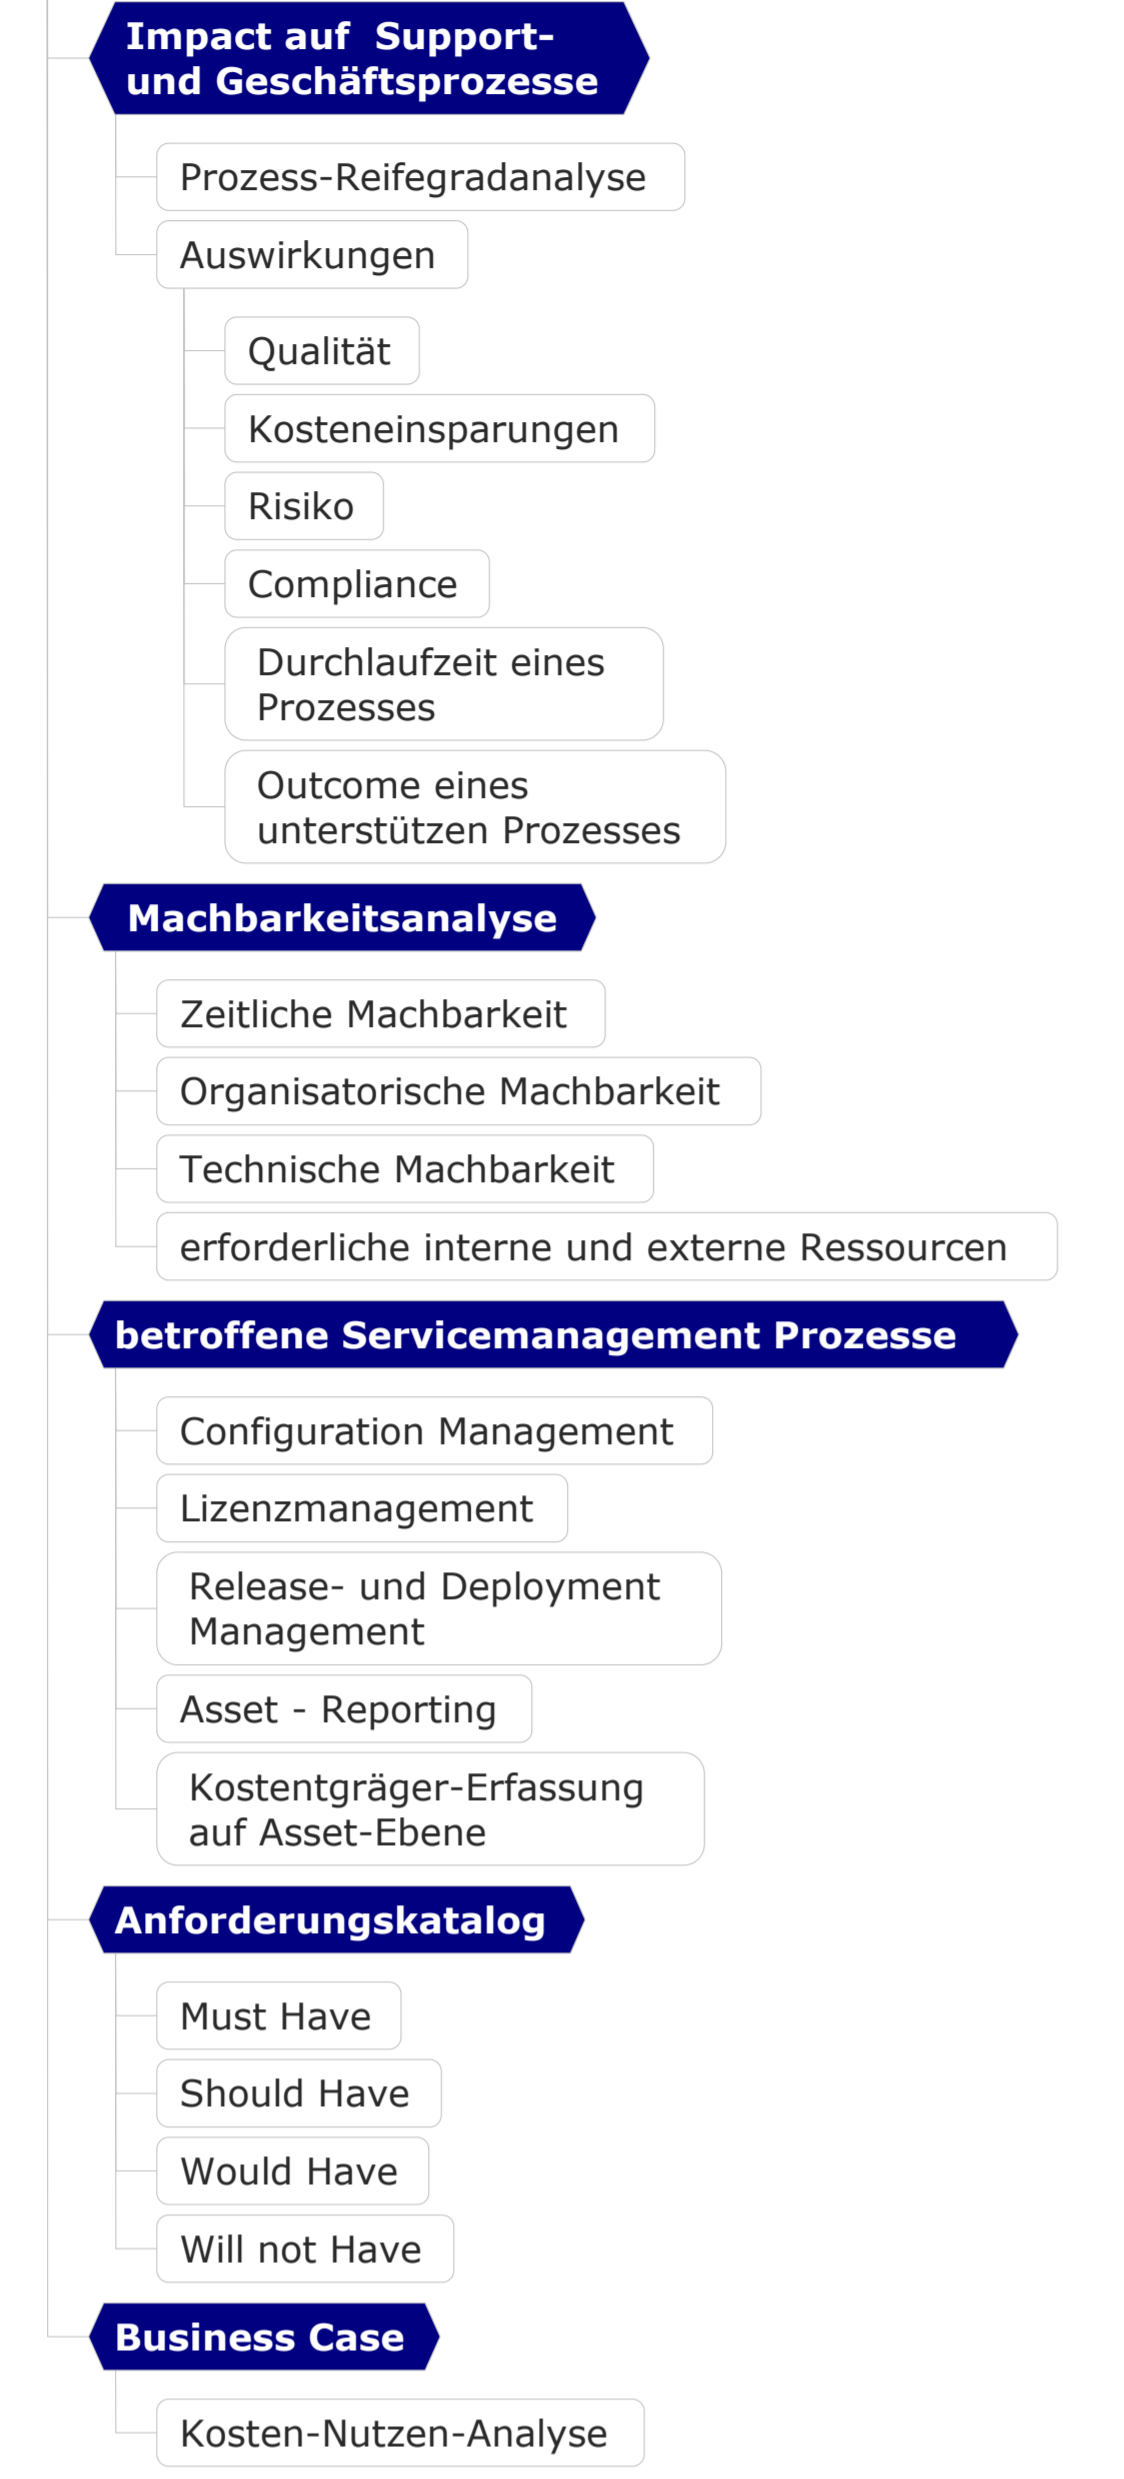 Impact auf  Support-
und Geschäftsprozesse
Prozess-Reifegradanalyse
Auswirkungen
Qualität
Kosteneinsparungen
Risiko
Compliance
Durchlaufzeit eines
Prozesses
Outcome eines
unterstützen Prozesses
Machbarkeitsanalyse
Zeitliche Machbarkeit
Organisatorische Machbarkeit
Technische Machbarkeit
erforderliche interne und externe Ressourcen
betroffene Servicemanagement Prozesse
Configuration Management
Lizenzmanagement
Release- und Deployment
Management
Asset - Reporting
Kostentgräger-Erfassung
auf Asset-Ebene
Anforderungskatalog
Must Have
Should Have
Would Have
Will not Have
Business Case
Kosten-Nutzen-Analyse